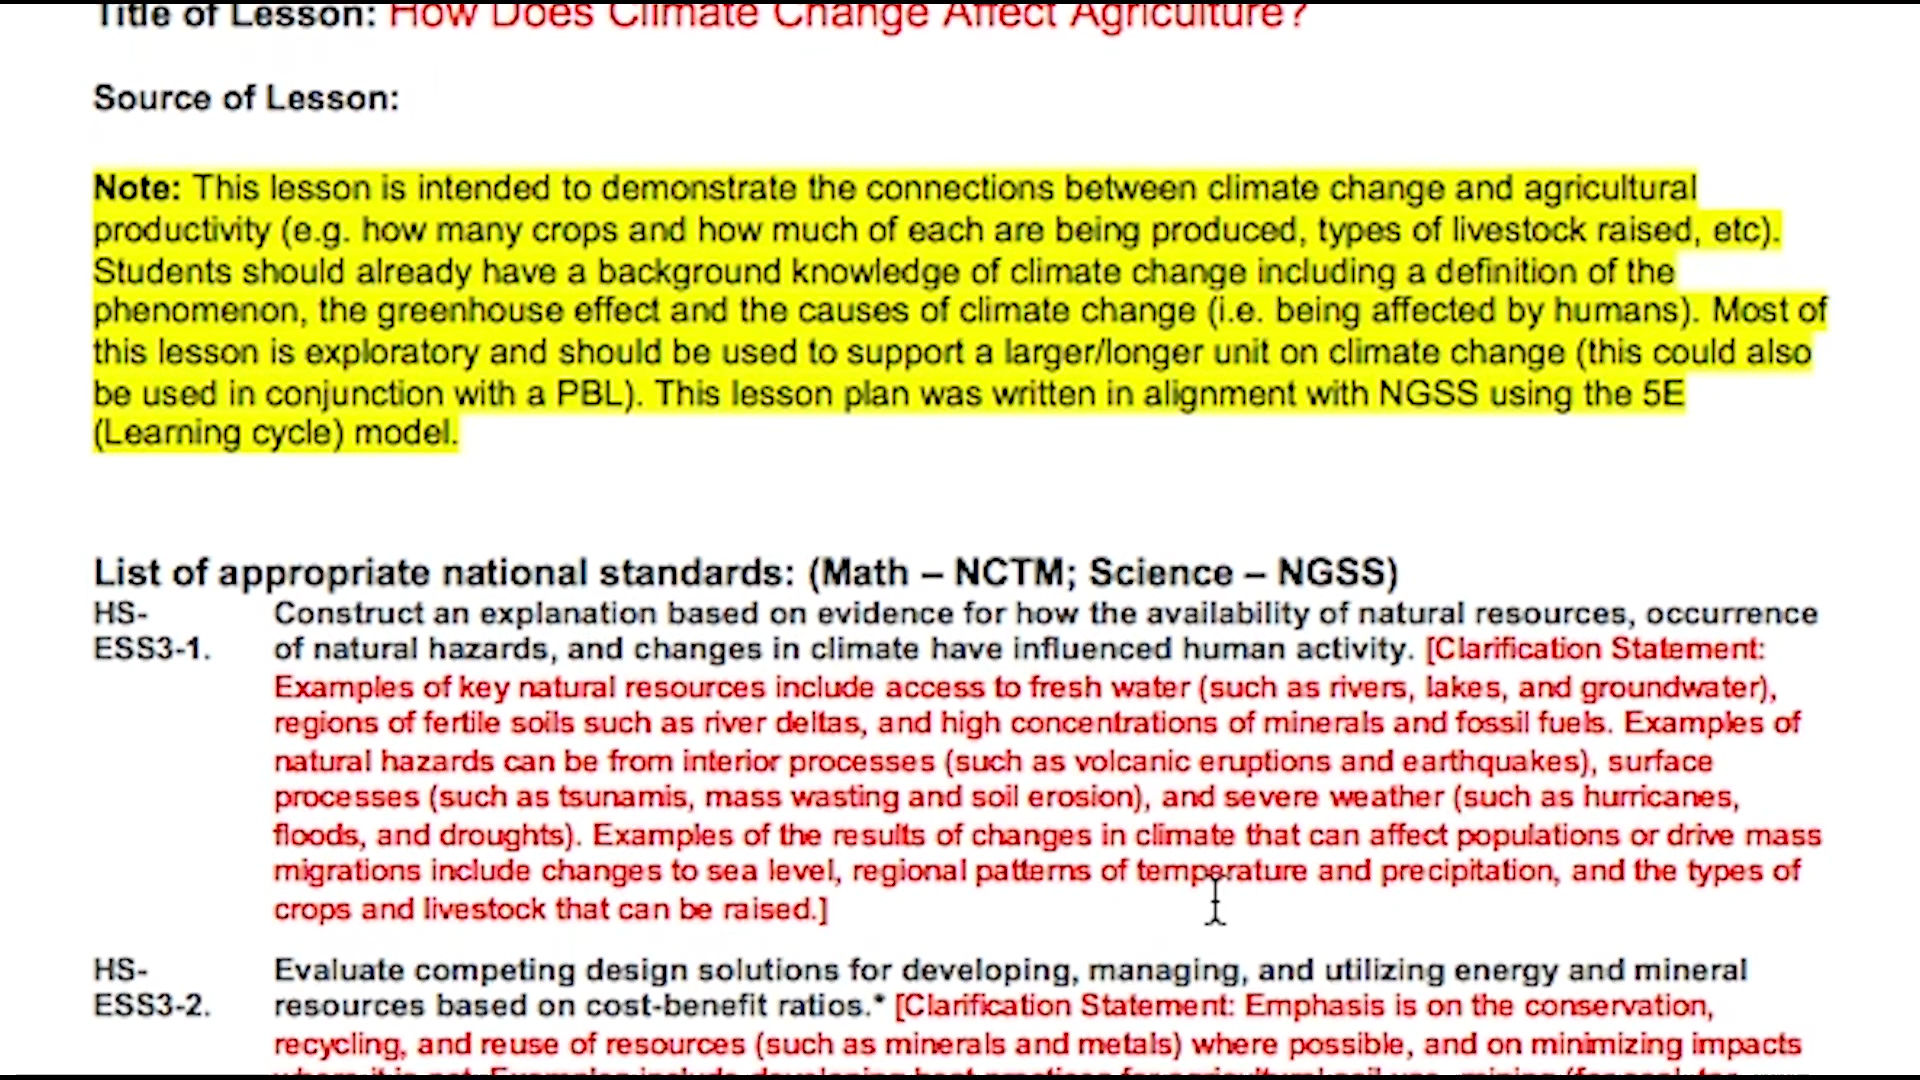 Title of Lesson: How Does Climate Change Affect Agriculture?
Source of Lesson:
Note: This lesson is intended to demonstrate the connections between climate change and agricultural
productivity (e.g. how many crops and how much of each are being produced, types of livestock raised, etc).
Students should already have a background knowledge of climate change including a definition of the
phenomenon, the greenhouse effect and the causes of climate change (i.e. being affected by humans). Most of
this lesson is exploratory and should be used to support a larger/longer unit on climate change (this could also
be used in conjunction with a PBL). This lesson plan was written in alignment with NGSS using the 5E
(Learning cycle) model.
List of appropriate national standards: (Math – NCTM; Science – NGSS)
HS- Construct an explanation based on evidence for how the availability of natural resources, occurrence
ESS3-1. of natural hazards, and changes in climate have influenced human activity. [Clarification Statement:
Examples of key natural resources include access to fresh water (such as rivers, lakes, and groundwater),
regions of fertile soils such as river deltas, and high concentrations of minerals and fossil fuels. Examples of
natural hazards can be from interior processes (such as volcanic eruptions and earthquakes), surface
processes (such as tsunamis, mass wasting and soil erosion), and severe weather (such as hurricanes,
floods, and droughts). Examples of the results of changes in climate that can affect populations or drive mass
migrations include changes to sea level, regional patterns of temperature and precipitation, and the types of
crops and livestock that can be raised.]
HS- Evaluate competing design solutions for developing, managing, and utilizing energy and mineral
ESS3-2. resources based on cost-benefit ratios.* [Clarification Statement: Emphasis is on the conservation,
recycling, and reuse of resources (such as minerals and metals) where possible, and on minimizing impacts